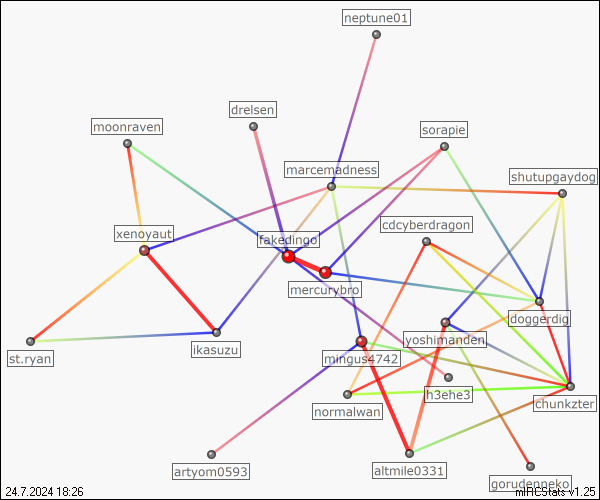 neptune01
drelsen
moonraven
sorapie
marcemadness
shutupgaydog
cdcyberdragon
xenoyaut
fakedingo
mercurybro
doggerdig
yoshimanden
ikasuzu
st.ryan
mingus4742
h3ehe3
normalwan
chunkzter
artyom0593
altmile0331
gorudenneko
24.7.2024 18:26
mIRCStats v1.25